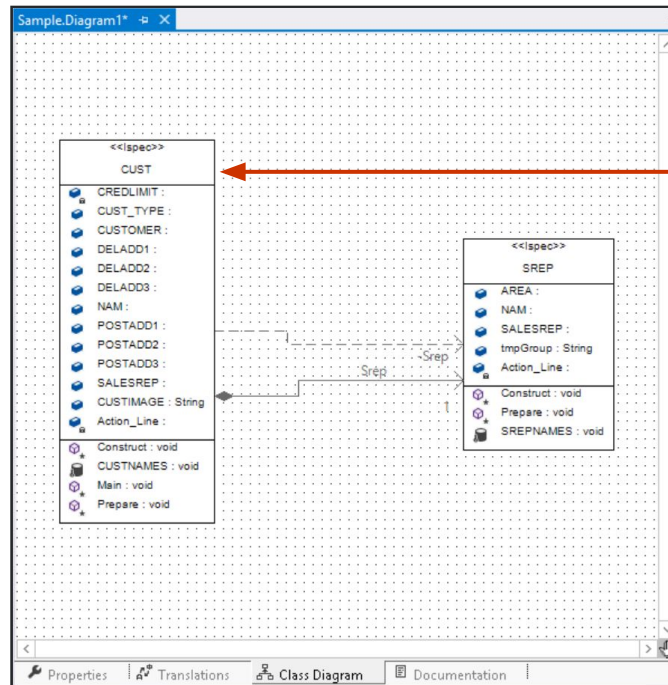 Sample.Diagram1*
<<Ispec>>
CUST
CREDLIMIT :
CUST_TYPE :
CUSTOMER :
DELADD1 :
DELADD2 :
DELADD3 :
NAM :
POSTADD1 :
POSTADD2 :
POSTADD3 :
SALESREP :
CUSTIMAGE : String
Action_Line :
Construct : void
CUSTNAMES : void
Main : void
Prepare : void
-Srep
Srep
1
<<Ispec>>
SREP
AREA :
NAM :
SALESREP :
tmpGroup : String
Action_Line :
Construct : void
Prepare : void
SREPNAMES : void
Properties Translations Class Diagram Documentation